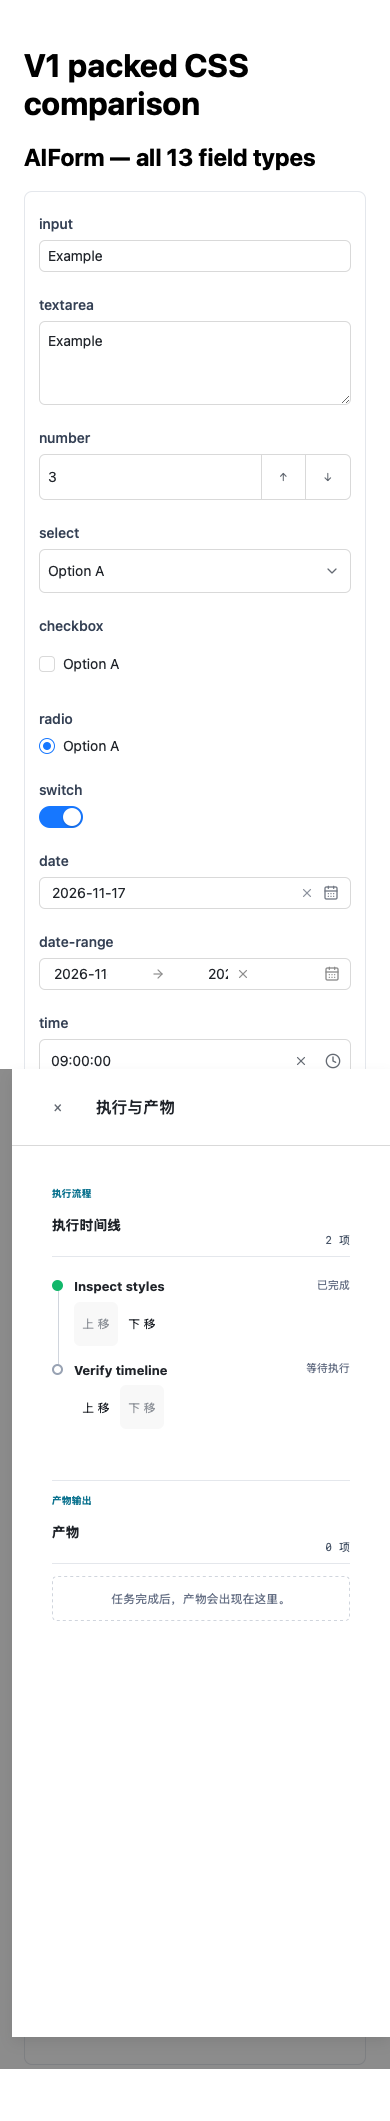 V1 packed CSS
comparison
AIForm — all 13 field types
input
Example
textarea
Example
number
3
select
Option A
checkbox
Option A
radio
Option A
switch
date
2026-11-17
date-range
2026-11
202
time
09:00:00
执行与产物
执行流程
执行时间线
2 项
Inspect styles
已完成
上 移 下 移
Verify timeline
等待执行
上 移 下 移
产物输出
产物
0 项
任务完成后，产物会出现在这里。